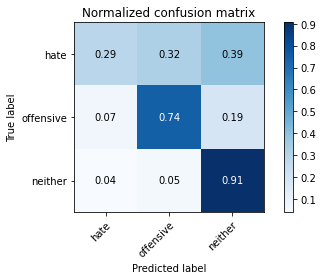 Normalized confusion matrix
True label
hate 0.29 0.32 0.39
offensive 0.07 0.74 0.19
neither 0.04 0.05 0.91
hate offensive neither
Predicted label
0.9
0.8
0.7
0.6
0.5
0.4
0.3
0.2
0.1